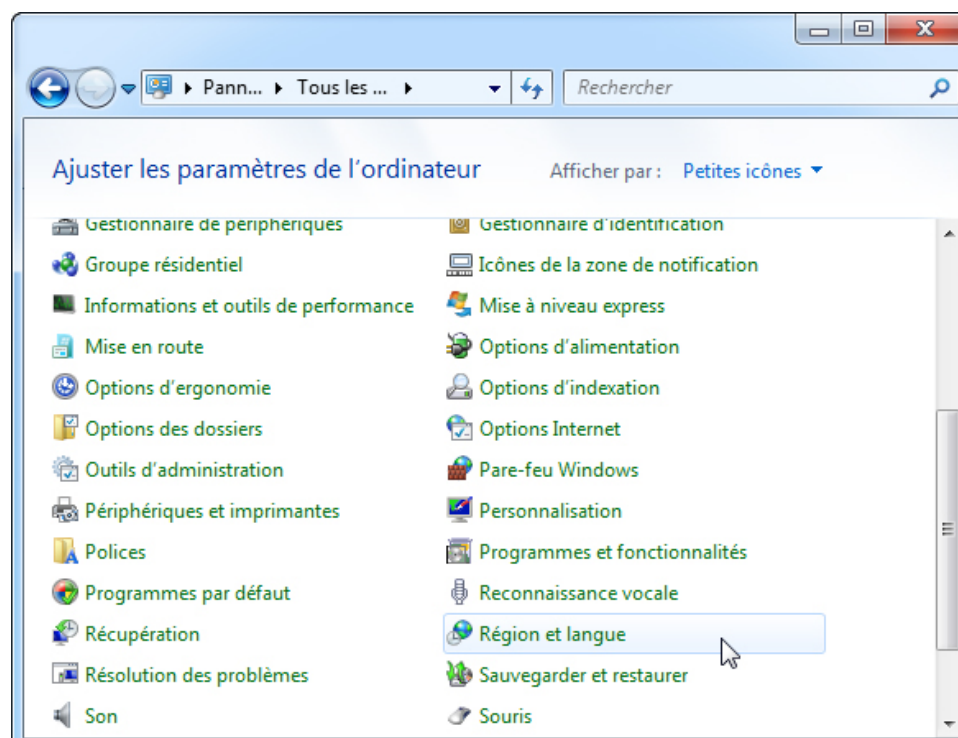 Pann... Tous les ...
Rechercher
Ajuster les paramètres de l'ordinateur
Afficher par : Petites icônes
Gestionnaire de périphériques
Gestionnaire d'identification
Groupe résidentiel
Icônes de la zone de notification
Informations et outils de performance
Mise à niveau express
Mise en route
Options d'alimentation
Options d'ergonomie
Options d'indexation
Options des dossiers
Options Internet
Outils d'administration
Pare-feu Windows
Périphériques et imprimantes
Personnalisation
Polices
Programmes et fonctionnalités
Programmes par défaut
Reconnaissance vocale
Récupération
Région et langue
Résolution des problèmes
Sauvegarder et restaurer
Son
Souris